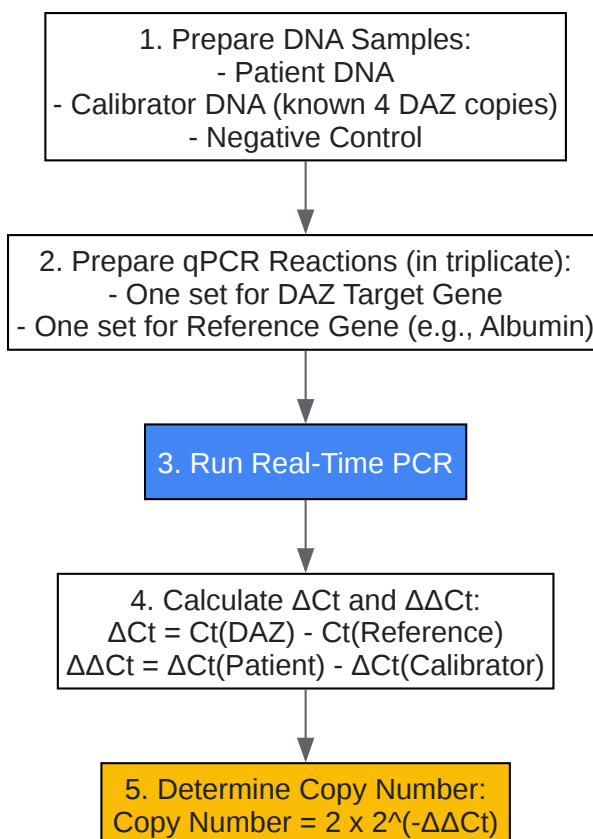 1. Prepare DNA Samples:
- Patient DNA
- Calibrator DNA (known 4 DAZ copies)
- Negative Control
2. Prepare qPCR Reactions (in triplicate):
- One set for DAZ Target Gene
- One set for Reference Gene (e.g., Albumin)
3. Run Real-Time PCR
4. Calculate ΔCt and ΔΔCt:
ΔCt = Ct(DAZ) - Ct(Reference)
ΔΔCt = ΔCt(Patient) - ΔCt(Calibrator)
5. Determine Copy Number:
Copy Number = 2 x 2^(-ΔΔCt)